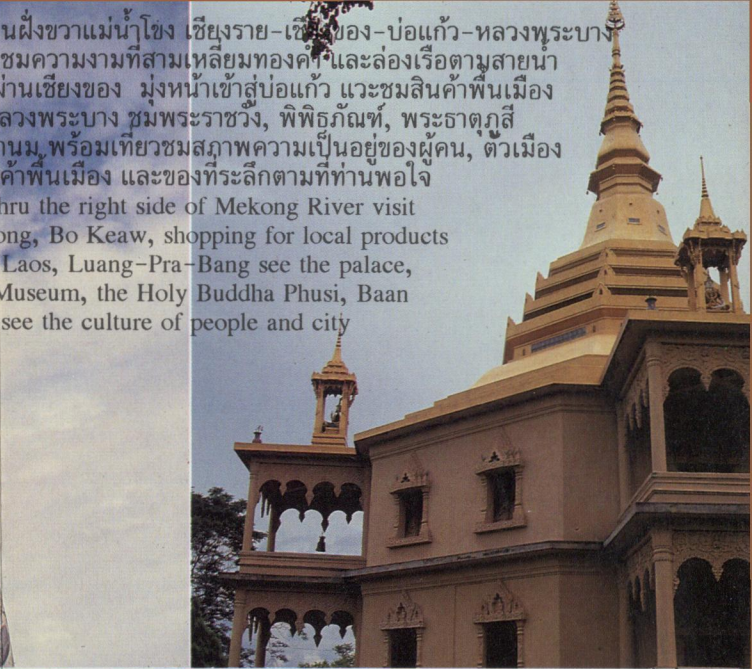 นฝั่งขวาแม่น้ำโขง เชียงราย-เชียงของ-บ่อแก้ว-หลวงพระบาง
ชมความงามที่สามเหลี่ยมทองคำ และล่องเรือตามสายน้ำ
ผ่านเชียงของ มุ่งหน้าเข้าสู่บ่อแก้ว แวะชมสินค้าพื้นเมือง
ลวงพระบาง ชมพระราชวัง, พิพิธภัณฑ์, พระธาตุภูสี
านม พร้อมเที่ยวชมสภาพความเป็นอยู่ของผู้คน, ตัวเมือง
ค้าพื้นเมือง และของที่ระลึกตามที่ท่านพอใจ
hru the right side of Mekong River visit
ong, Bo Keaw, shopping for local products
Laos, Luang-Pra-Bang see the palace,
Museum, the Holy Buddha Phusi, Baan
see the culture of people and city